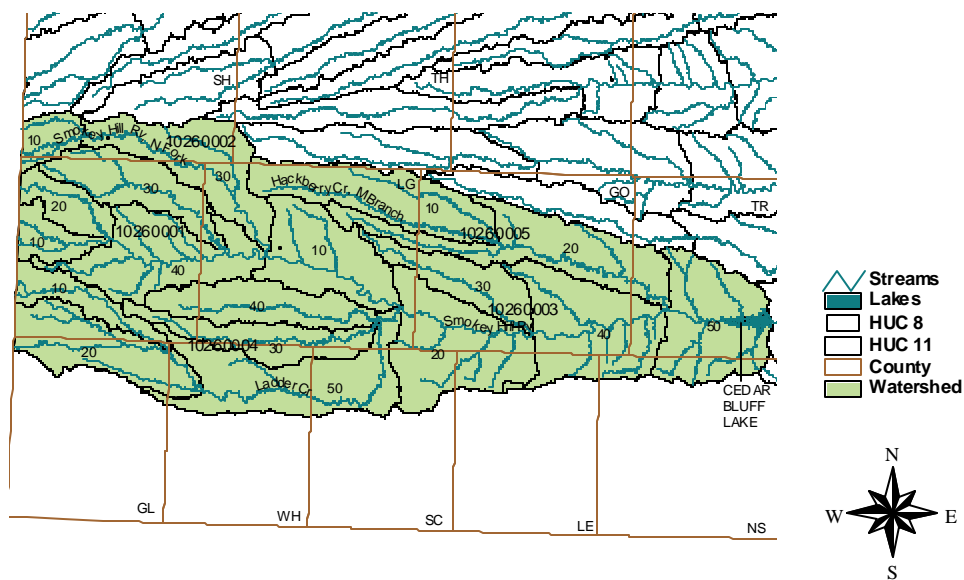 SH
TH
10
Smokey Hill Rv, N Fork
10260002
30
30
Hackberry Cr, M Branch
LG
GO
TR
20
10
10260001
10260005
10
10
20
40
10
30
10260003
40
Smoky Hill Rv
40
50
10260004
30
20
20
Ladder Cr
50
CEDAR
BLUFF
LAKE
GL
WH
SC
LE
NS
Streams
Lakes
HUC 8
HUC 11
County
Watershed
N
W
E
S